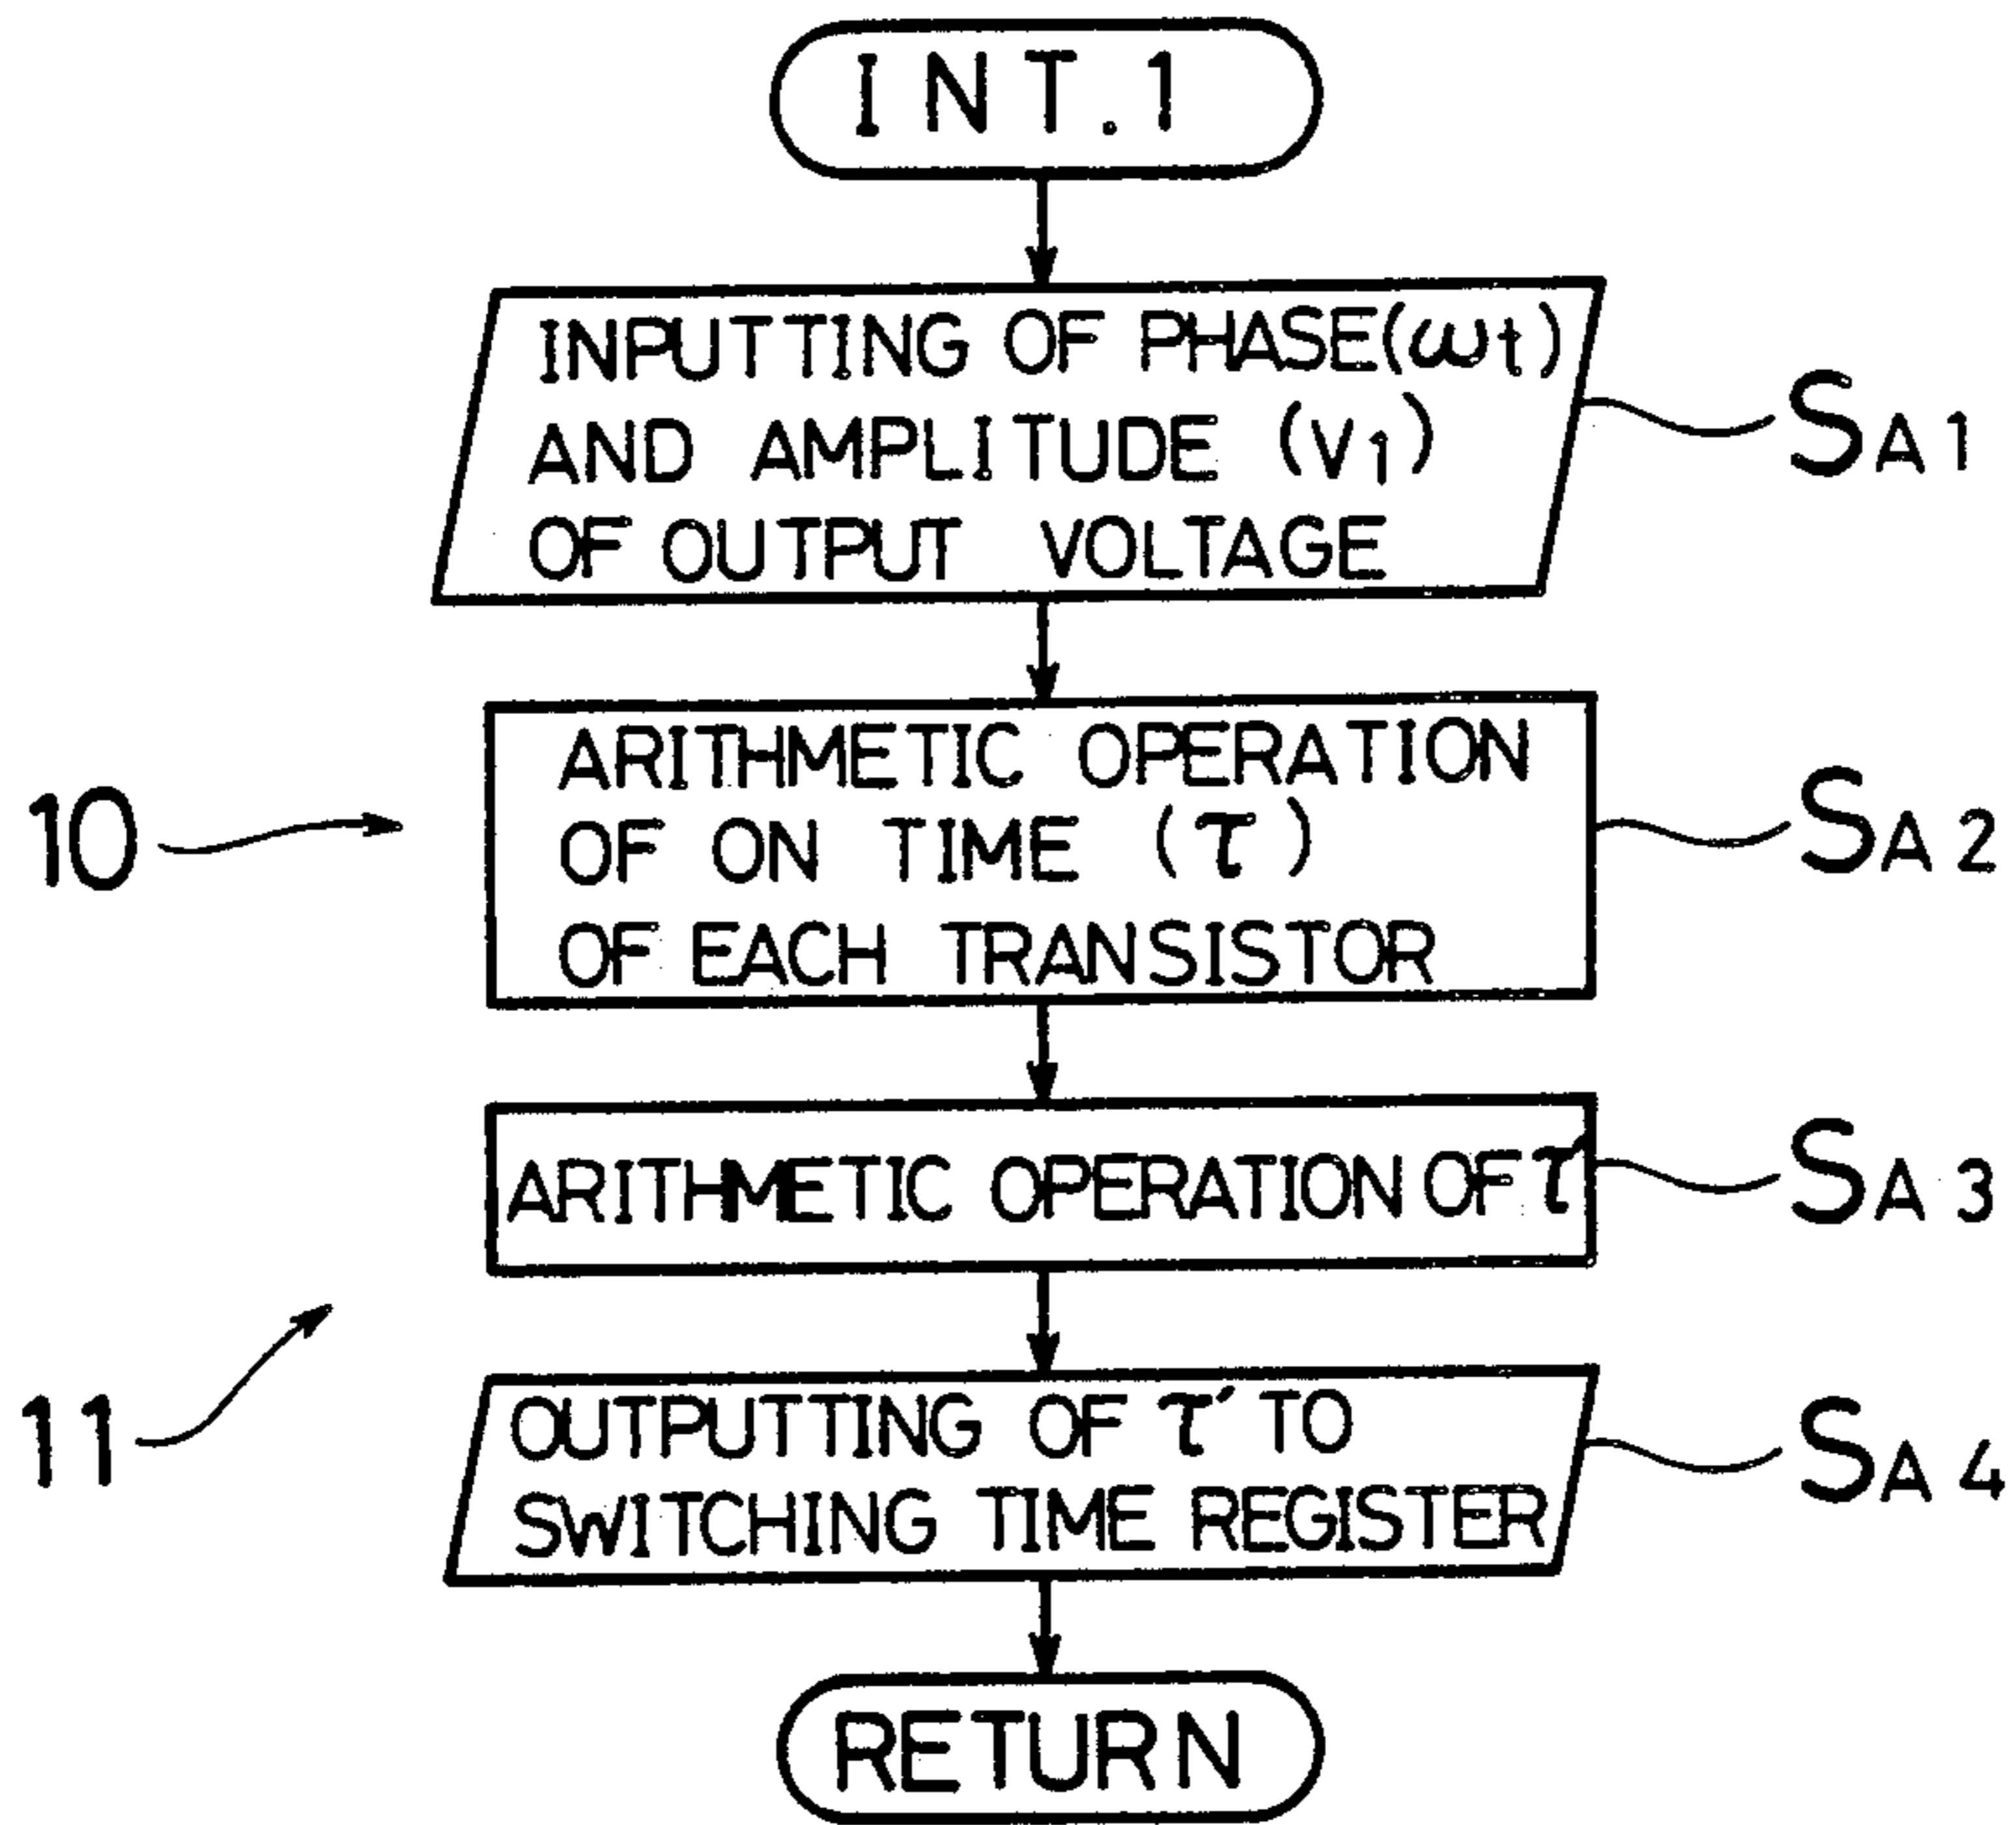 INT.1
INPUTTING OF PHASE(ωt)
AND AMPLITUDE (V1)
OF OUTPUT VOLTAGE
SA1
ARITHMETIC OPERATION
OF ON TIME (τ)
OF EACH TRANSISTOR
10
SA2
ARITHMETIC OPERATION OF τ'
SA3
11
OUTPUTTING OF τ' TO
SWITCHING TIME REGISTER
SA4
RETURN